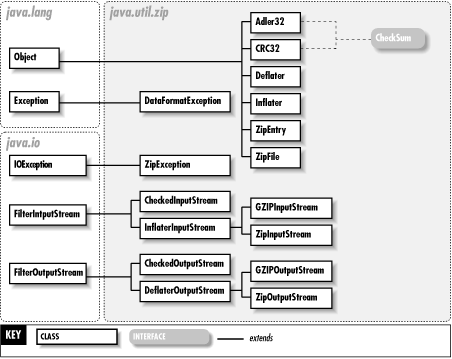 java.lang
java.util.zip
Adler32
CheckSum
CRC32
Object
Deflater
Exception
DataFormatException
Inflater
ZipEntry
ZipFile
java.io
IOException
ZipException
CheckedInputStream
GZIPInputStream
FilterIntputStream
InflaterInputStream
ZipInputStream
CheckedOutputStream
GZIPOutputStream
FilterOutputStream
DeflaterOutputStream
ZipOutputStream
KEY
CLASS
INTERFACE
extends